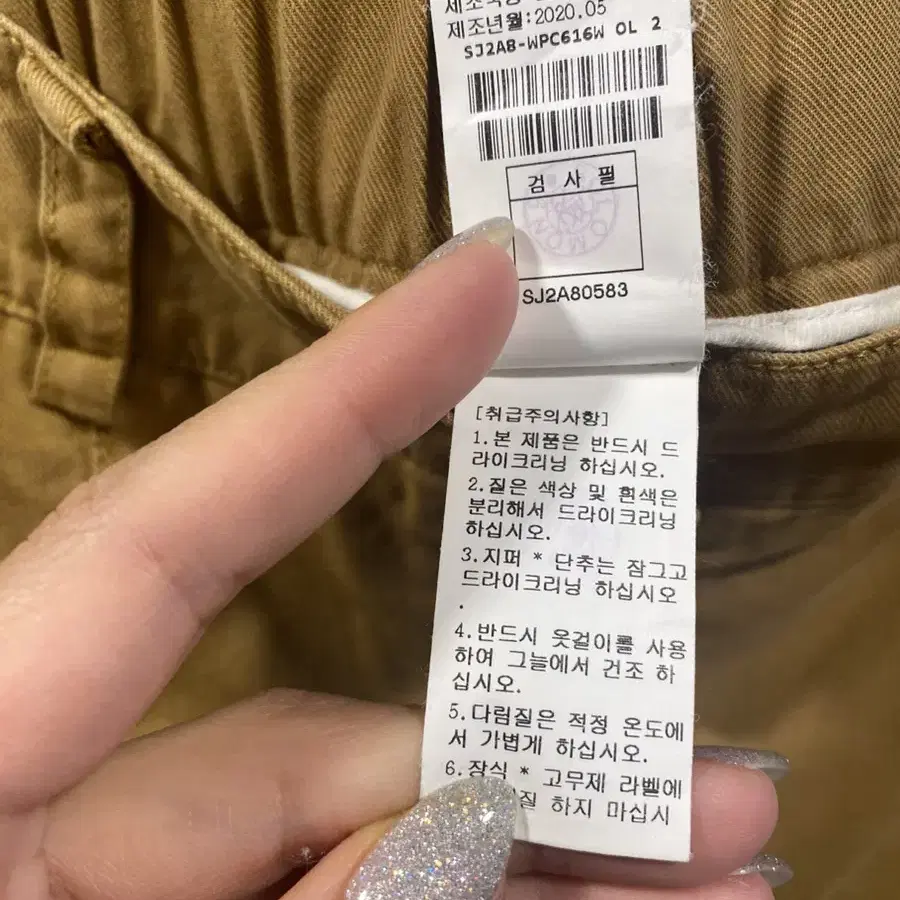 제조년월:2020.05
SJ2A8-WPC616W OL 2
검 사 필
SJ2A80583
[취급주의사항]
1.본 제품은 반드시 드
라이크리닝 하십시오.
2.짙은 색상 및 흰색은
분리해서 드라이크리닝
하십시오.
3.지퍼 * 단추는 잠그고
드라이크리닝 하십시오
.
4.반드시 옷걸이를 사용
하여 그늘에서 건조 하
십시오.
5.다림질은 적정 온도에
서 가볍게 하십시오.
6.장식 * 고무제 라벨에
하지 마십시